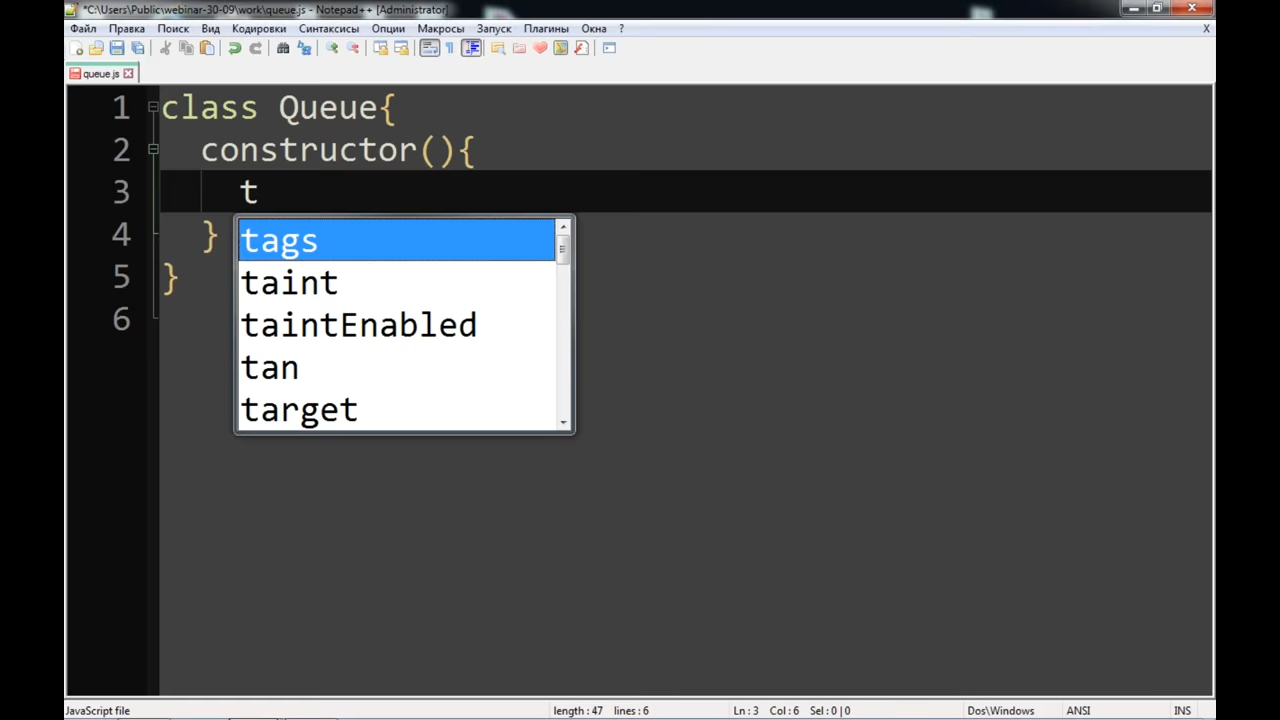 *C:\Users\Public\webinar-30-09\work\queue.js - Notepad++ [Administrator]
Файл Правка Поиск Вид Кодировки Синтаксисы Опции Макросы Запуск Плагины Окна ? X
queue.js
1 class Queue{
2 constructor(){
3 t
4 }
5 }
6
tags
taint
taintEnabled
tan
target
JavaScript file length : 47 lines : 6 Ln : 3 Col : 6 Sel : 0 | 0 Dos\Windows ANSI INS